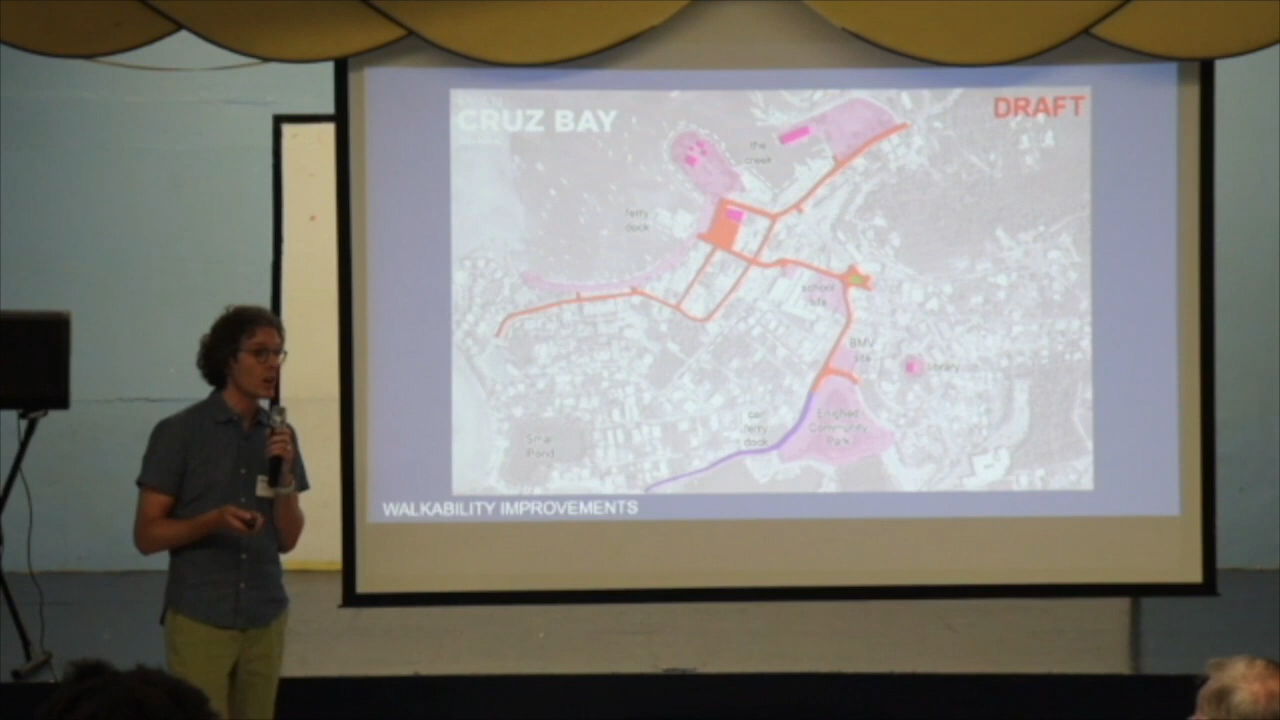 CRUZ BAY
DRAFT
the
creek
ferry
dock
school
site
BMV
site
library
car
ferry
dock
Enighed
Community
Park
Small
Pond
WALKABILITY IMPROVEMENTS